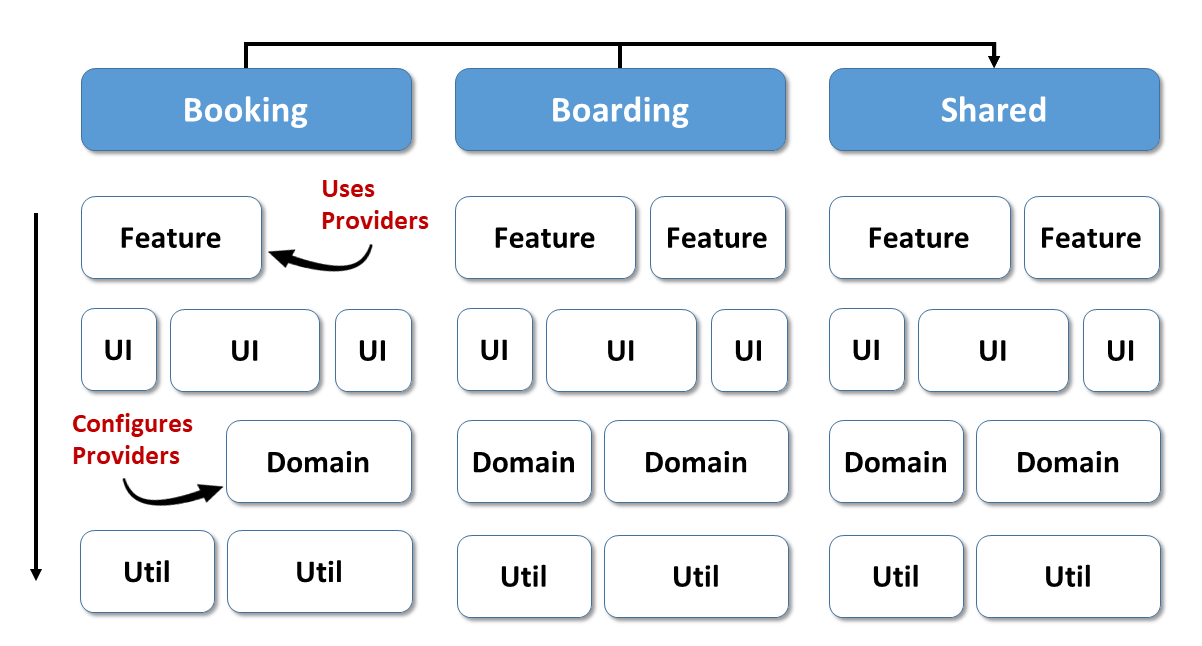 Booking
Boarding
Shared
Uses
Providers
Feature
Feature
Feature
Feature
Feature
UI
UI
UI
UI
UI
UI
UI
UI
UI
Configures
Providers
Domain
Domain
Domain
Domain
Domain
Util
Util
Util
Util
Util
Util